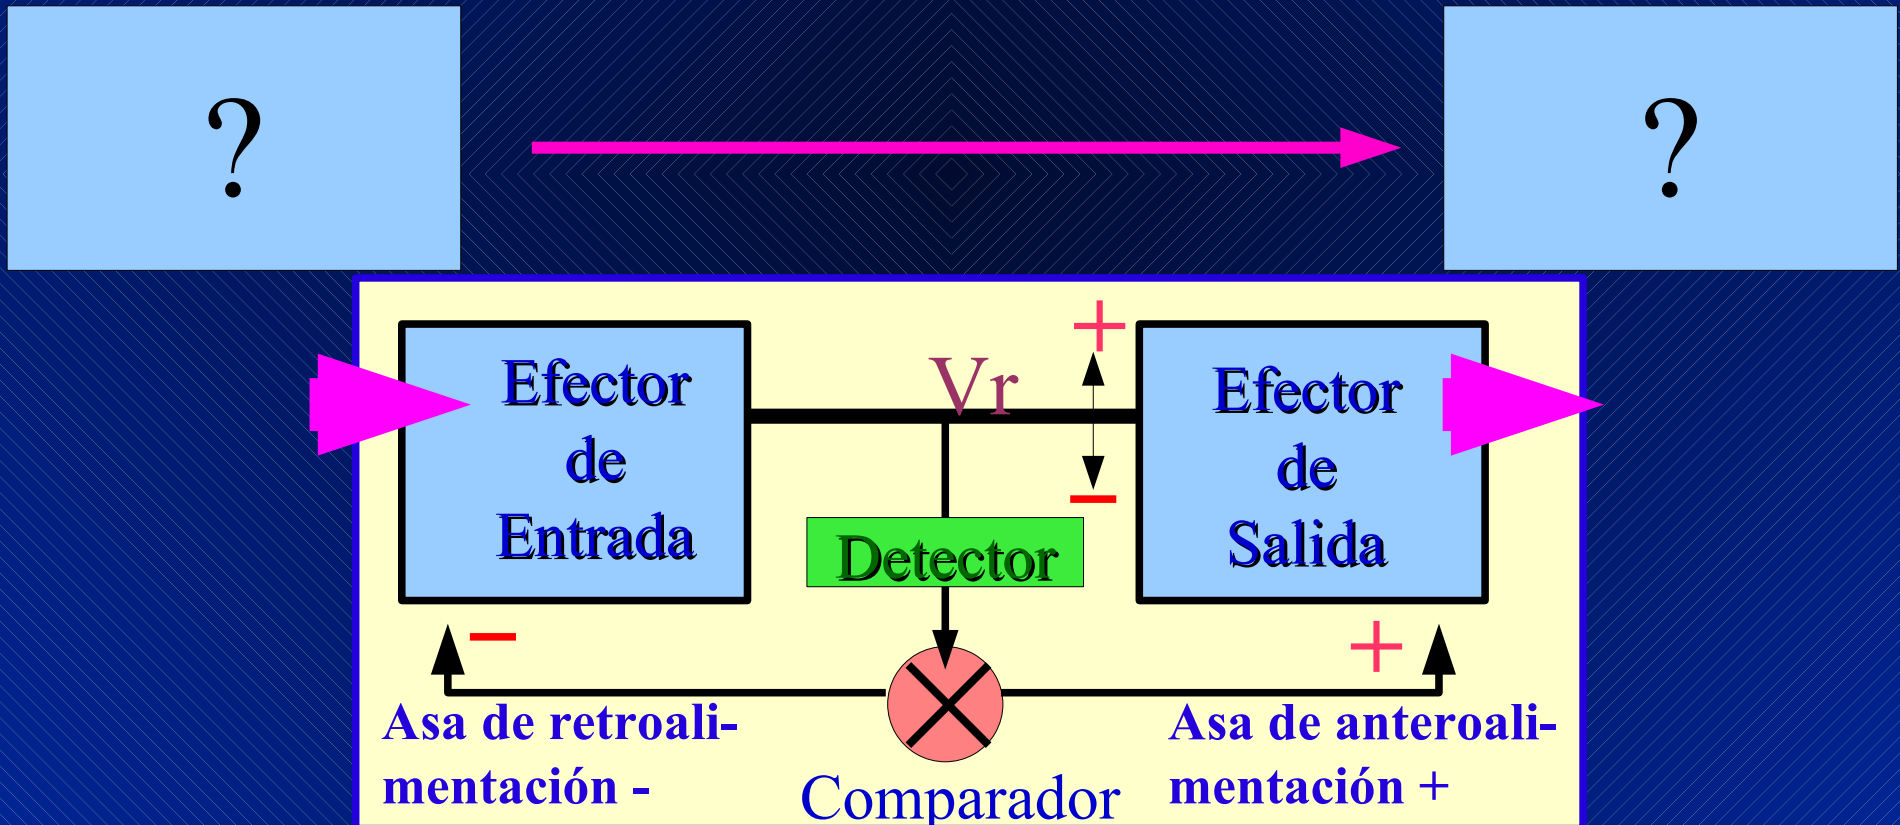 ?
?
Efector
de
Entrada
Vr
+
−
Efector
de
Salida
Detector
−
+
Asa de retroali-
mentación -
Comparador
Asa de anteroali-
mentación +